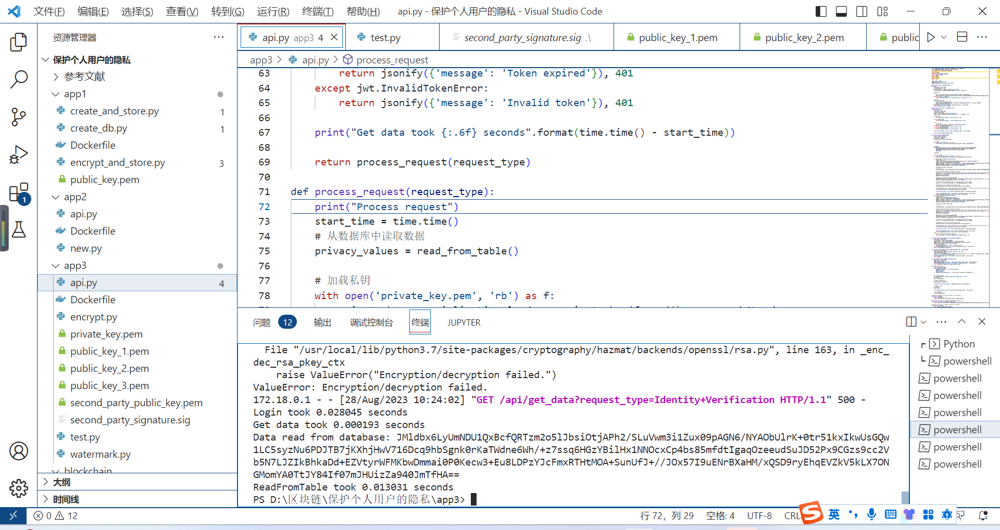 文件(F) 编辑(E) 选择(S) 查看(V) 转到(G) 运行(R) 终端(T) 帮助(H) api.py - 保护个人用户的隐私 - Visual Studio Code
资源管理器 ···
保护个人用户的隐私
参考文献
app1
create_and_store.py 1
create_db.py 1
Dockerfile
encrypt_and_store.py 3
public_key.pem
app2
api.py
Dockerfile
new.py
app3
api.py 4
Dockerfile
encrypt.py
private_key.pem
public_key_1.pem
public_key_2.pem
public_key_3.pem
second_party_public_key.pem
second_party_signature.sig
test.py
watermark.py
blockchain
大纲
时间线
1
api.py app3 4 test.py second_party_signature.sig .\ public_key_1.pem public_key_2.pem public
app3 > api.py > process_request
63 return jsonify({'message': 'Token expired'}), 401
64 except jwt.InvalidTokenError:
65 return jsonify({'message': 'Invalid token'}), 401
66
67 print("Get data took {:.6f} seconds".format(time.time() - start_time))
68
69 return process_request(request_type)
70
71 def process_request(request_type):
72 print("Process request")
73 start_time = time.time()
74 # 从数据库中读取数据
75 privacy_values = read_from_table()
76
77 # 加载私钥
78 with open('private_key.pem', 'rb') as f:
问题 12 输出 调试控制台 终端 JUPYTER
File "/usr/local/lib/python3.7/site-packages/cryptography/hazmat/backends/openssl/rsa.py", line 163, in _enc_
dec_rsa_pkey_ctx
raise ValueError("Encryption/decryption failed.")
ValueError: Encryption/decryption failed.
172.18.0.1 - - [28/Aug/2023 10:24:02] "GET /api/get_data?request_type=Identity+Verification HTTP/1.1" 500 -
Login took 0.028045 seconds
Get data took 0.000193 seconds
Data read from database: JMldbx6LyUmNDU1QxBcfQRTzm2o5lJbsiOtjAPh2/SLuVwm3i1Zux09pAGN6/NYAObUlrK+0tr51kxIkwUsGQw
1LC5syzNu6PDJTB7jKXhjHwV716Dcq9hbSgnk0rKaTWdne6Wh/+z7ssq6HGzYBilHx1NNOcxCp4bs85mfdtIgaqOzeeudSuJD52Px9CGzs9cc2V
b5N7LJZIkBhkaDd+EZVtyrWFMKbwDmmai0P0Kecw3+Eu8LDPzYJcFmxRTHtMOA+SunUfJ+//JOx57I9uENrBXaHM/xQSD9ryEhqEVZkV5kLX7ON
GMomYA0TtJY84If07mJHUizZa940JmTfHA==
ReadFromTable took 0.013031 seconds
PS D:\区块链\保护个人用户的隐私\app3>
Python
powershell
powershell
powershell
powershell
powershell
powershell
powershell
0 12 行 72，列 29 空格: 4 UTF-8 CRL
S 英